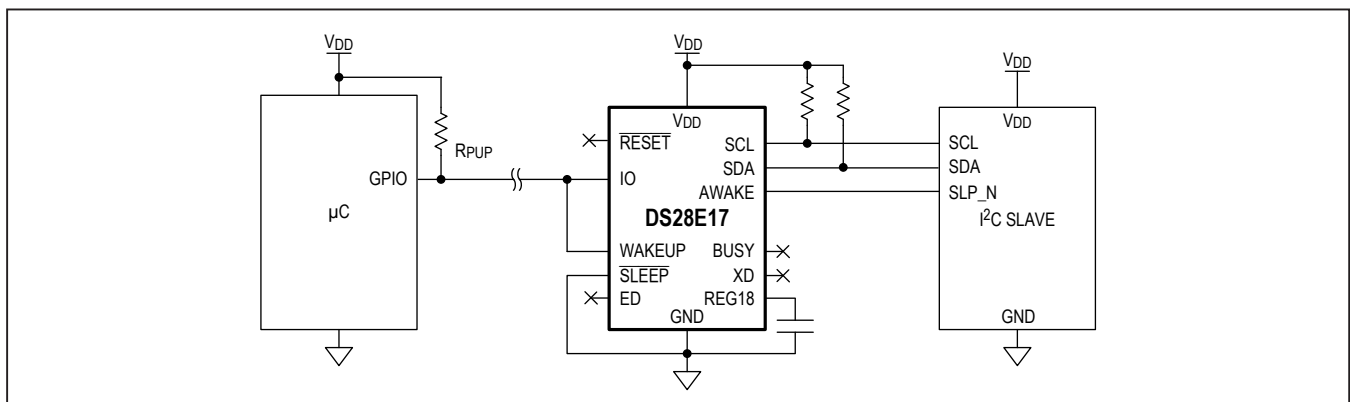 VDD
RPUP
GPIO
µC
VDD
VDD
RESET
IO
WAKEUP
SLEEP
ED
SCL
SDA
AWAKE
DS28E17
BUSY
XD
REG18
GND
VDD
VDD
SCL
SDA
SLP_N
I²C SLAVE
GND